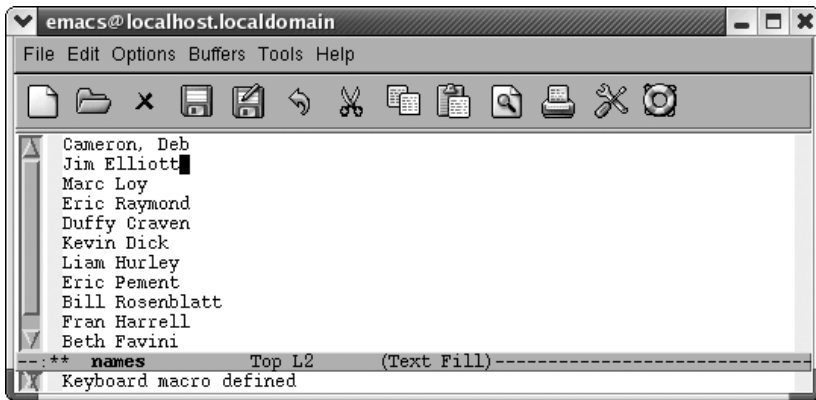 emacs@localhost.localdomain
File Edit Options Buffers Tools Help
Cameron, Deb
Jim Elliott
Marc Loy
Eric Raymond
Duffy Craven
Kevin Dick
Liam Hurley
Eric Pement
Bill Rosenblatt
Fran Harrell
Beth Favini
--:** names Top L2 (Text Fill)------------------------------
Keyboard macro defined